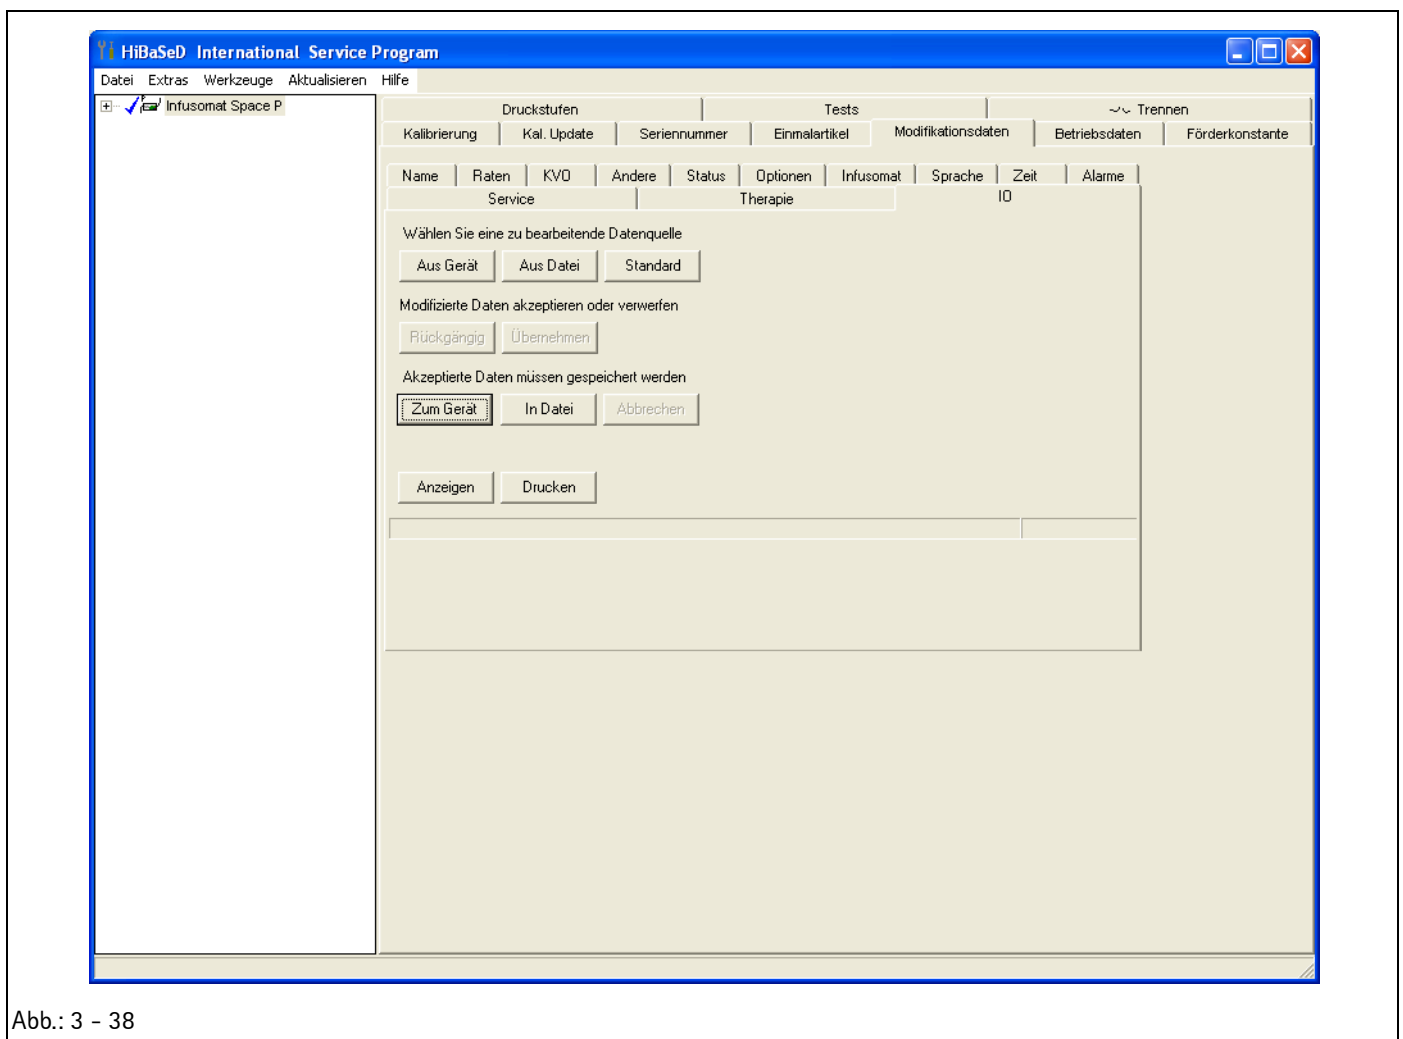 HiBaSeD International Service Program
Datei Extras Werkzeuge Aktualisieren Hilfe
Infusomat Space P
Druckstufen Tests Trennen
Kalibrierung Kal. Update Seriennummer Einmalartikel Modifikationsdaten Betriebsdaten Förderkonstante
Name Raten KVO Andere Status Optionen Infusomat Sprache Zeit Alarme
Service Therapie IO
Wählen Sie eine zu bearbeitende Datenquelle
Aus Gerät Aus Datei Standard
Modifizierte Daten akzeptieren oder verwerfen
Rückgängig Übernehmen
Akzeptierte Daten müssen gespeichert werden
Zum Gerät In Datei Abbrechen
Anzeigen Drucken
Abb.: 3 - 38